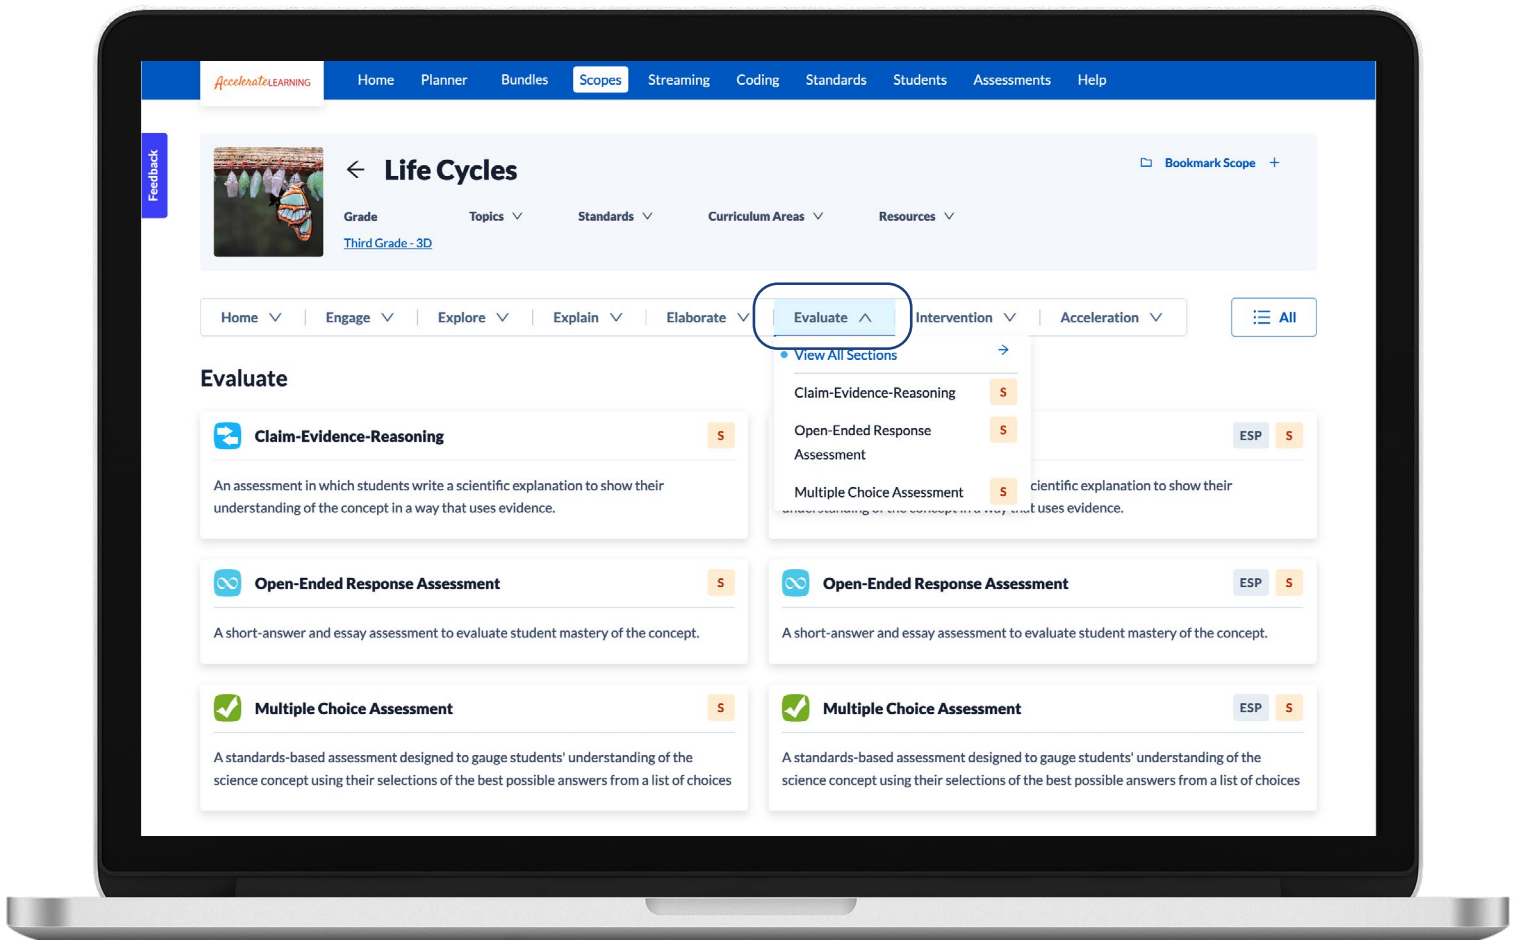 AccelerateLEARNING
Home Planner Bundles Scopes Streaming Coding Standards Students Assessments Help
Feedback
Life Cycles
Bookmark Scope +
Grade Topics Standards Curriculum Areas Resources
Third Grade - 3D
Home Engage Explore Explain Elaborate Evaluate Intervention Acceleration All
View All Sections
Claim-Evidence-Reasoning S
Open-Ended Response S
Assessment
Multiple Choice Assessment S
Evaluate
Claim-Evidence-Reasoning S
An assessment in which students write a scientific explanation to show their
understanding of the concept in a way that uses evidence.
ESP S
cientific explanation to show their
understanding of the concept in a way that uses evidence.
Open-Ended Response Assessment S
A short-answer and essay assessment to evaluate student mastery of the concept.
Open-Ended Response Assessment ESP S
A short-answer and essay assessment to evaluate student mastery of the concept.
Multiple Choice Assessment S
A standards-based assessment designed to gauge students' understanding of the
science concept using their selections of the best possible answers from a list of choices
Multiple Choice Assessment ESP S
A standards-based assessment designed to gauge students' understanding of the
science concept using their selections of the best possible answers from a list of choices